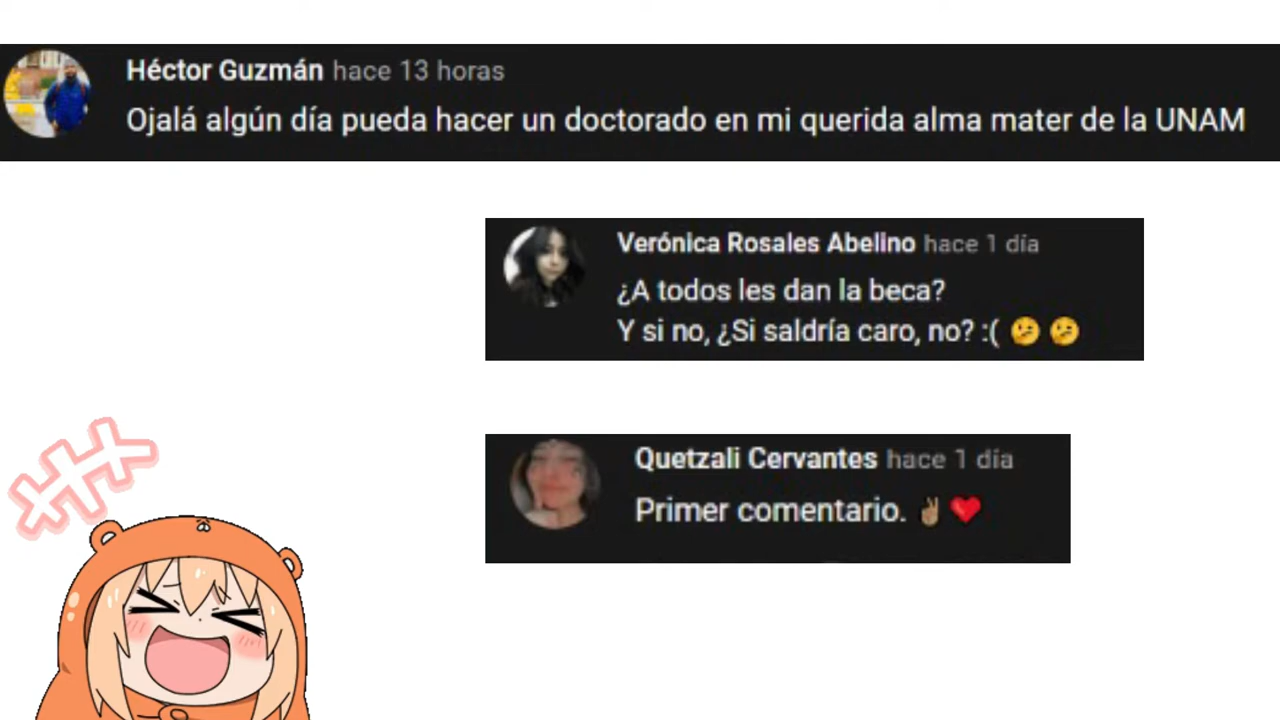 Héctor Guzmán hace 13 horas
Ojalá algún día pueda hacer un doctorado en mi querida alma mater de la UNAM
Verónica Rosales Abelino hace 1 día
¿A todos les dan la beca?
Y si no, ¿Si saldría caro, no? :( 🫤 🫤
Quetzali Cervantes hace 1 día
Primer comentario. ✌🏽 ❤️